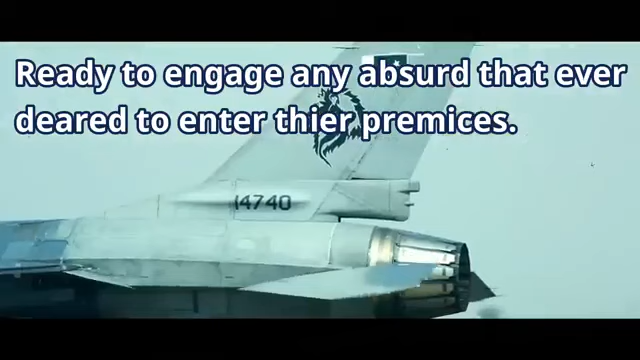 Ready to engage any absurd that ever
deared to enter thier premices.
14740